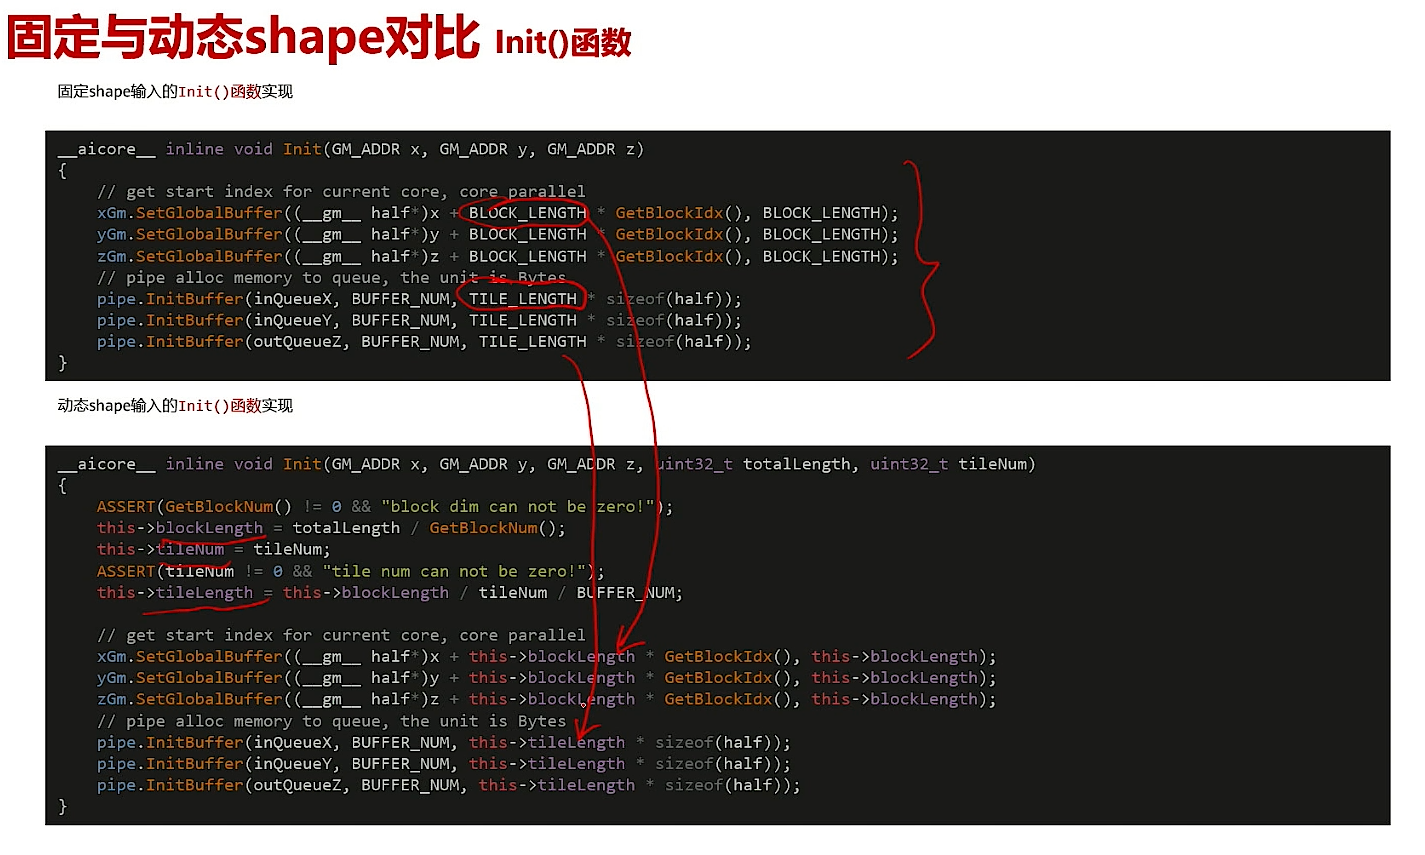 固定与动态shape对比 Init()函数
固定shape输入的Init()函数实现
__aicore__ inline void Init(GM_ADDR x, GM_ADDR y, GM_ADDR z)
{
// get start index for current core, core parallel
xGm.SetGlobalBuffer((__gm__ half*)x + BLOCK_LENGTH * GetBlockIdx(), BLOCK_LENGTH);
yGm.SetGlobalBuffer((__gm__ half*)y + BLOCK_LENGTH * GetBlockIdx(), BLOCK_LENGTH);
zGm.SetGlobalBuffer((__gm__ half*)z + BLOCK_LENGTH * GetBlockIdx(), BLOCK_LENGTH);
// pipe alloc memory to queue, the unit is Bytes
pipe.InitBuffer(inQueueX, BUFFER_NUM, TILE_LENGTH * sizeof(half));
pipe.InitBuffer(inQueueY, BUFFER_NUM, TILE_LENGTH * sizeof(half));
pipe.InitBuffer(outQueueZ, BUFFER_NUM, TILE_LENGTH * sizeof(half));
}
动态shape输入的Init()函数实现
__aicore__ inline void Init(GM_ADDR x, GM_ADDR y, GM_ADDR z, uint32_t totalLength, uint32_t tileNum)
{
ASSERT(GetBlockNum() != 0 && "block dim can not be zero!");
this->blockLength = totalLength / GetBlockNum();
this->tileNum = tileNum;
ASSERT(tileNum != 0 && "tile num can not be zero!");
this->tileLength = this->blockLength / tileNum / BUFFER_NUM;
// get start index for current core, core parallel
xGm.SetGlobalBuffer((__gm__ half*)x + this->blockLength * GetBlockIdx(), this->blockLength);
yGm.SetGlobalBuffer((__gm__ half*)y + this->blockLength * GetBlockIdx(), this->blockLength);
zGm.SetGlobalBuffer((__gm__ half*)z + this->blockLength * GetBlockIdx(), this->blockLength);
// pipe alloc memory to queue, the unit is Bytes
pipe.InitBuffer(inQueueX, BUFFER_NUM, this->tileLength * sizeof(half));
pipe.InitBuffer(inQueueY, BUFFER_NUM, this->tileLength * sizeof(half));
pipe.InitBuffer(outQueueZ, BUFFER_NUM, this->tileLength * sizeof(half));
}